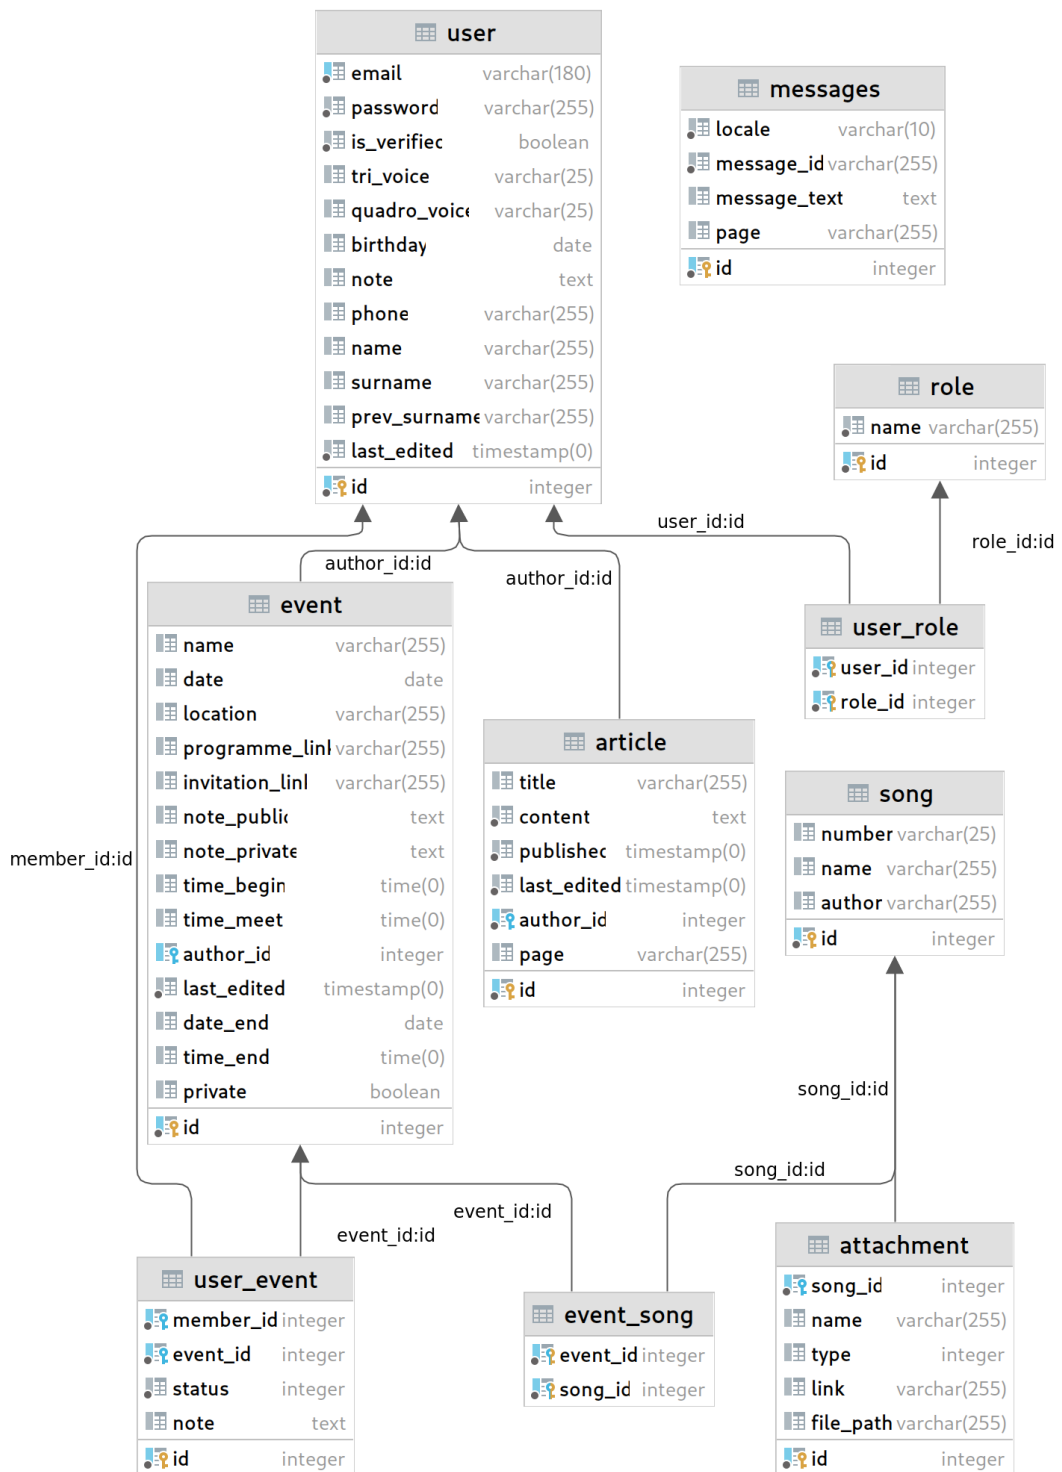 user
email varchar(180)
password varchar(255)
is_verified boolean
tri_voice varchar(25)
quadro_voice varchar(25)
birthday date
note text
phone varchar(255)
name varchar(255)
surname varchar(255)
prev_surname varchar(255)
last_edited timestamp(0)
id integer
messages
locale varchar(10)
message_id varchar(255)
message_text text
page varchar(255)
id integer
role
name varchar(255)
id integer
user_id:id
role_id:id
author_id:id
author_id:id
member_id:id
event
name varchar(255)
date date
location varchar(255)
programme_link varchar(255)
invitation_link varchar(255)
note_public text
note_private text
time_begin time(0)
time_meet time(0)
author_id integer
last_edited timestamp(0)
date_end date
time_end time(0)
private boolean
id integer
user_role
user_id integer
role_id integer
article
title varchar(255)
content text
published timestamp(0)
last_edited timestamp(0)
author_id integer
page varchar(255)
id integer
song
number varchar(25)
name varchar(255)
author varchar(255)
id integer
song_id:id
song_id:id
event_id:id
event_id:id
user_event
member_id integer
event_id integer
status integer
note text
id integer
event_song
event_id integer
song_id integer
attachment
song_id integer
name varchar(255)
type integer
link varchar(255)
file_path varchar(255)
id integer